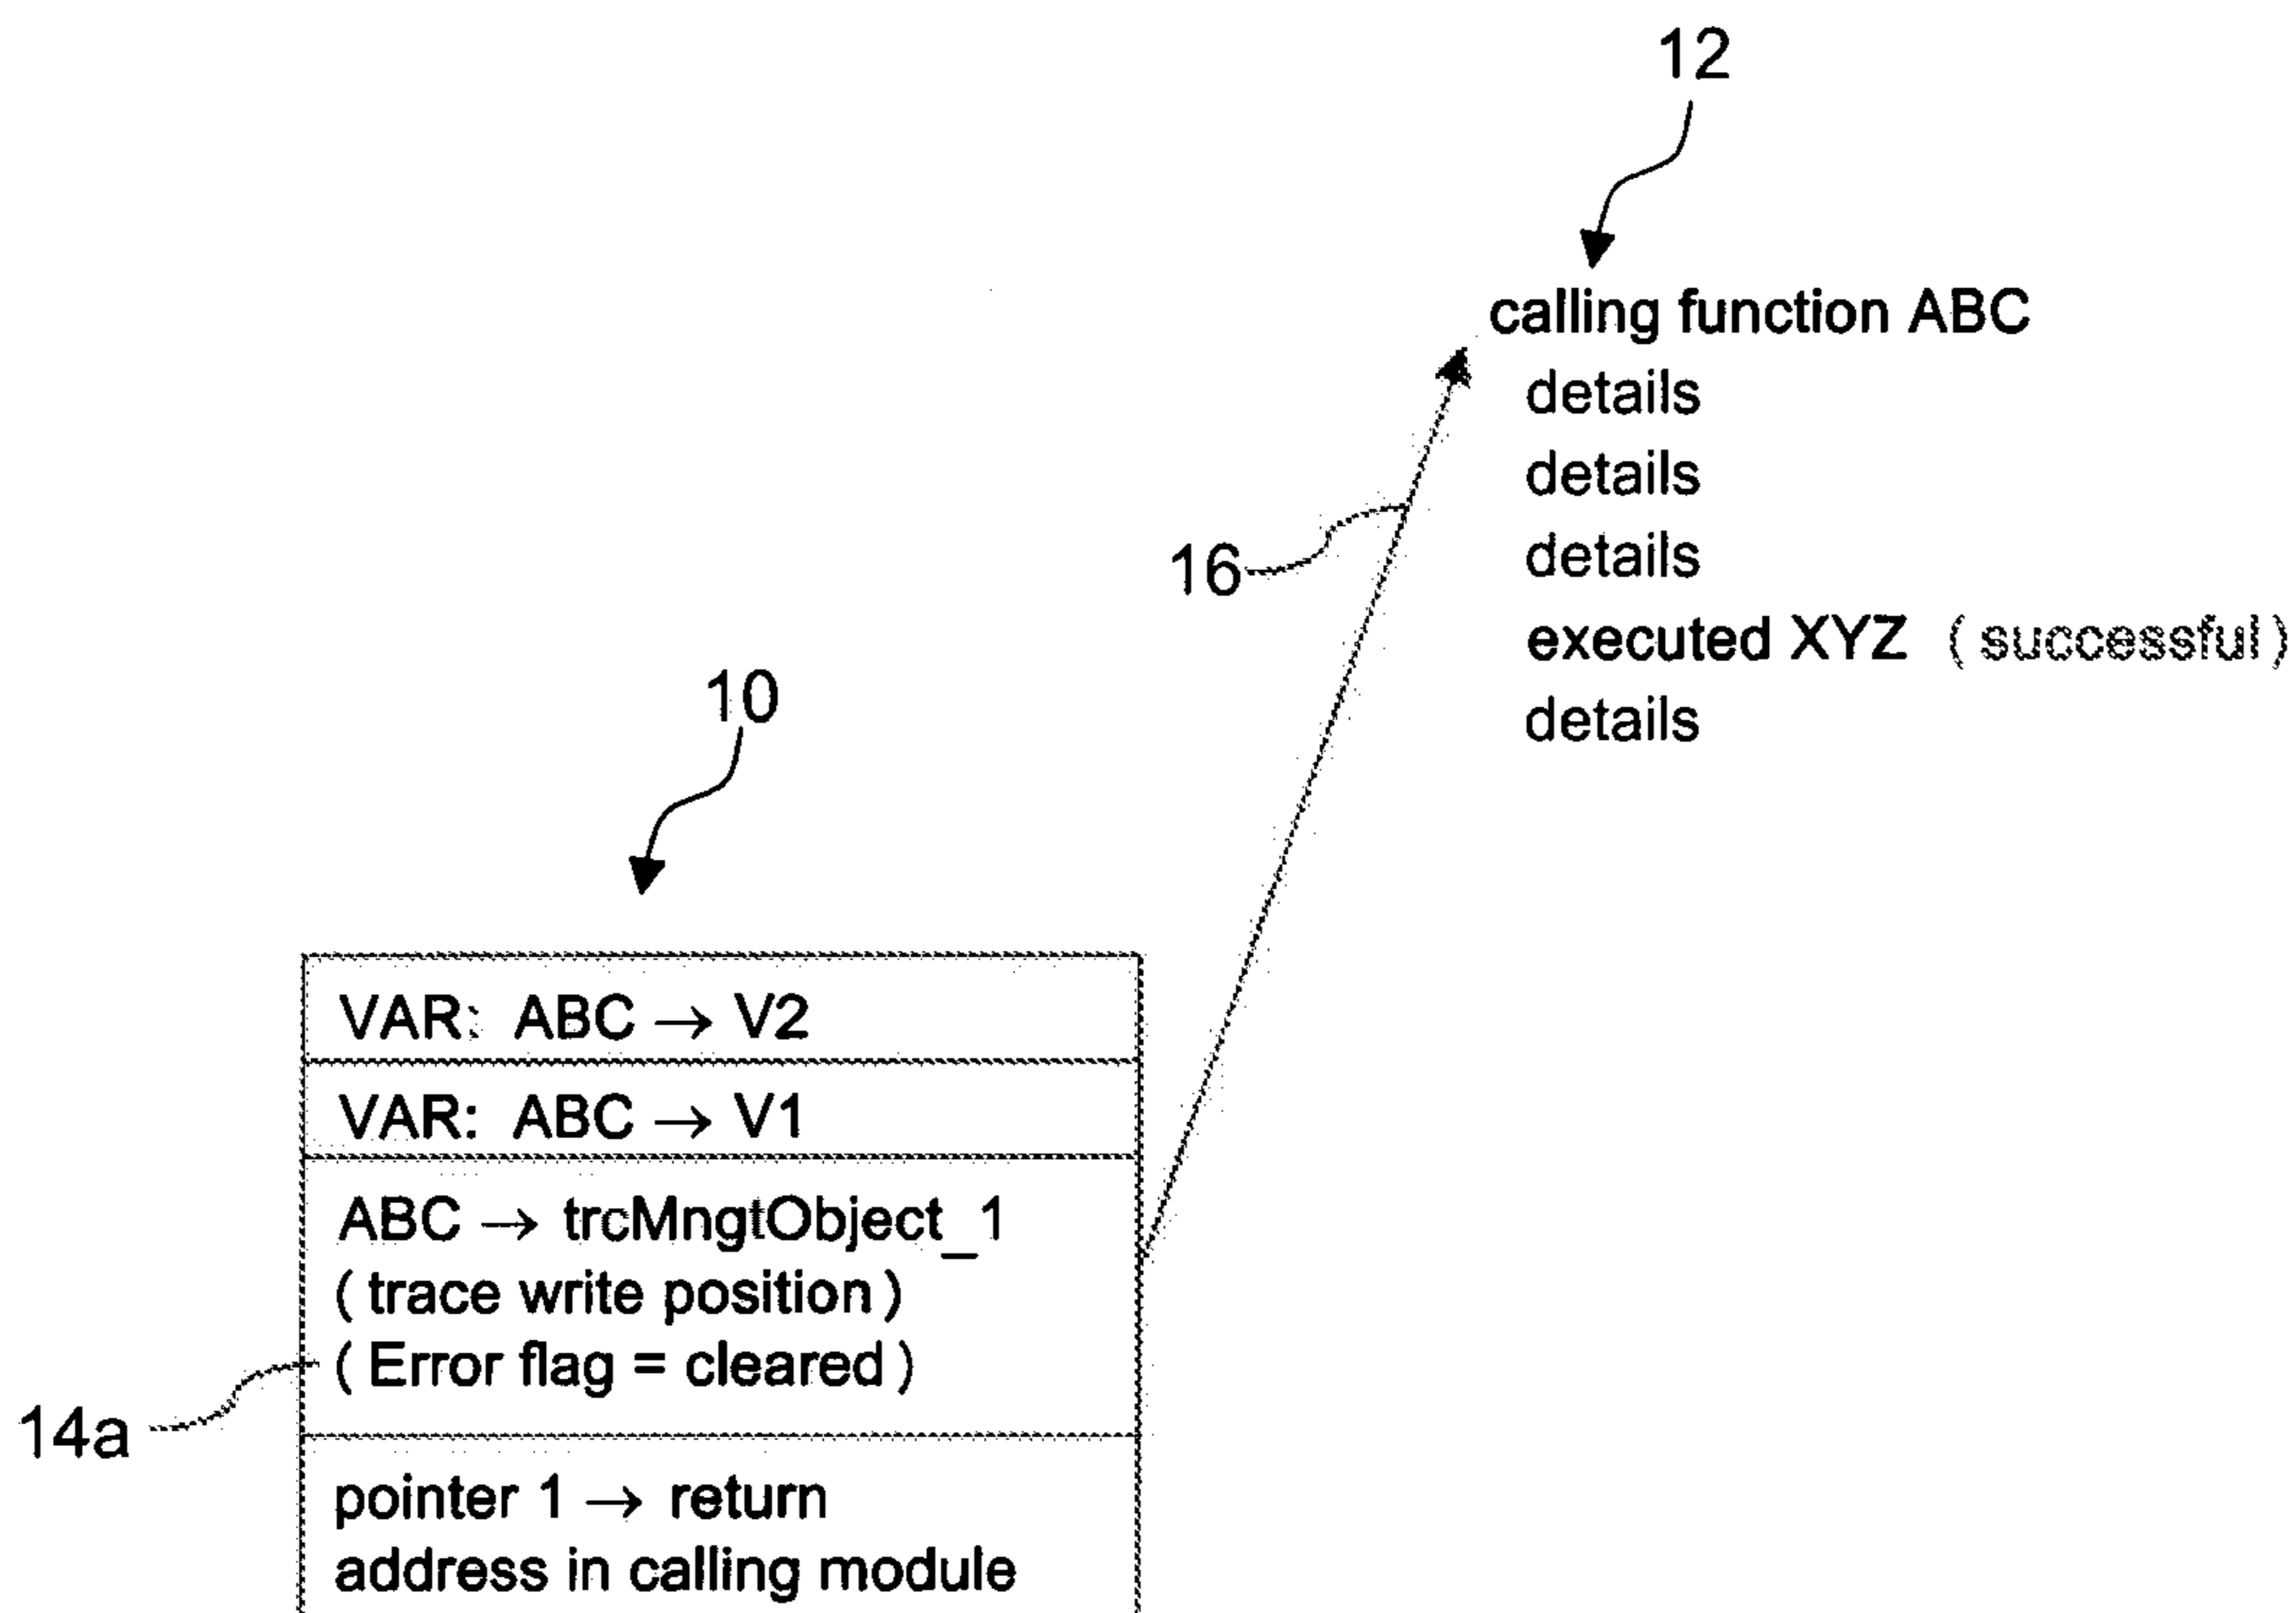 12
calling function ABC
details
details
details
16
executed XYZ (successful)
details
10
VAR: ABC → V2
VAR: ABC → V1
ABC → trcMngtObject_1
(trace write position)
(Error flag = cleared)
14a
pointer 1 → return
address in calling module